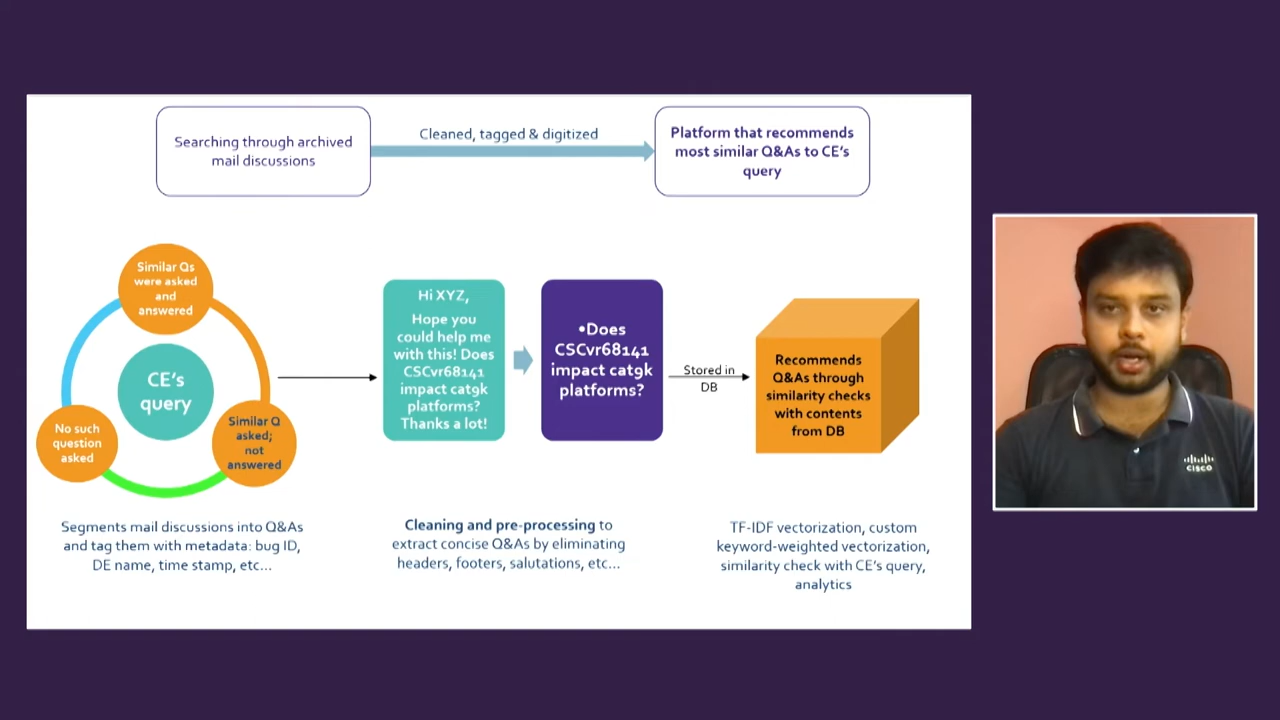 Searching through archived
mail discussions
Cleaned, tagged & digitized
Platform that recommends
most similar Q&As to CE's
query
Similar Qs
were asked
and
answered
CE's
query
No such
question
asked
Similar Q
asked;
not
answered
Segments mail discussions into Q&As
and tag them with metadata: bug ID,
DE name, time stamp, etc...
Hi XYZ,
Hope you
could help me
with this! Does
CSCvr68141
impact cat9k
platforms?
Thanks a lot!
•Does
CSCvr68141
impact cat9k
platforms?
Cleaning and pre-processing to
extract concise Q&As by eliminating
headers, footers, salutations, etc...
Stored in
DB
Recommends
Q&As through
similarity checks
with contents
from DB
TF-IDF vectorization, custom
keyword-weighted vectorization,
similarity check with CE's query,
analytics
cisco